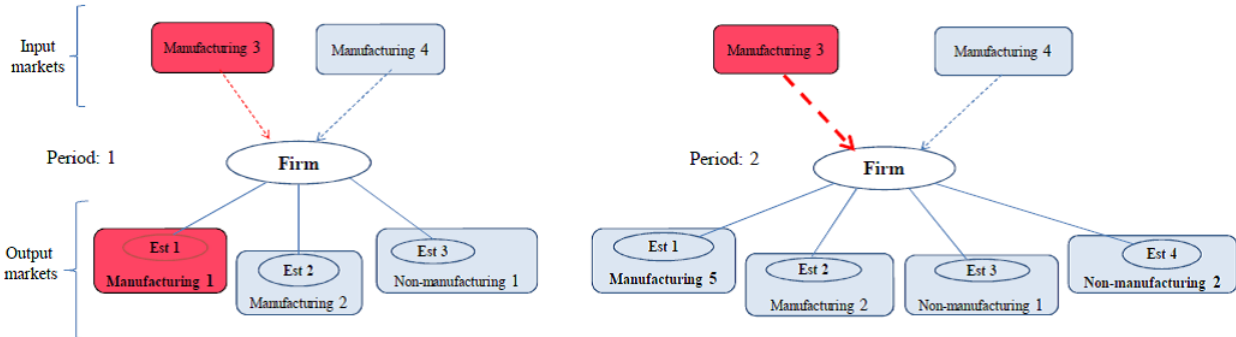 Input
markets
Manufacturing 3
Manufacturing 4
Period: 1
Firm
Output
markets
Est 1
Manufacturing 1
Est 2
Manufacturing 2
Est 3
Non-manufacturing 1
Manufacturing 3
Manufacturing 4
Period: 2
Firm
Est 1
Manufacturing 5
Est 2
Manufacturing 2
Est 3
Non-manufacturing 1
Est 4
Non-manufacturing 2